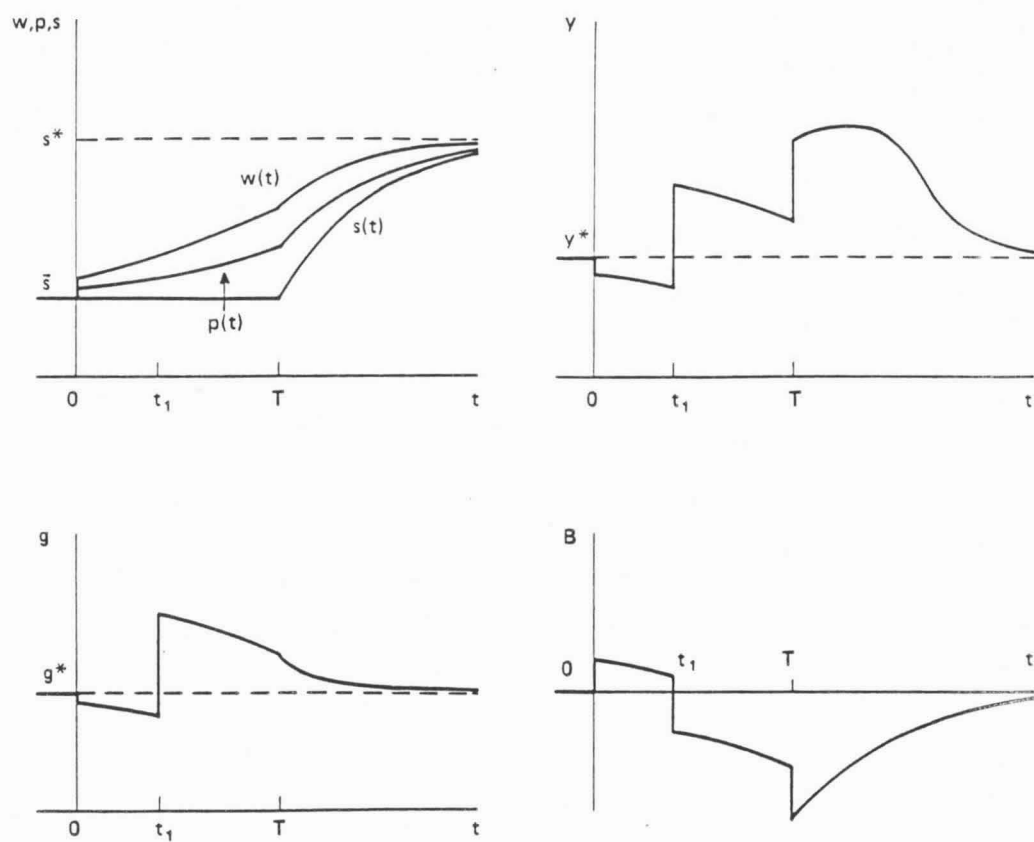 w,p,s
s*
w(t)
s(t)
s̄
p(t)
0 t₁ T t
y
y*
0 t₁ T t
g
g*
0 t₁ T t
B
0 t₁ T t